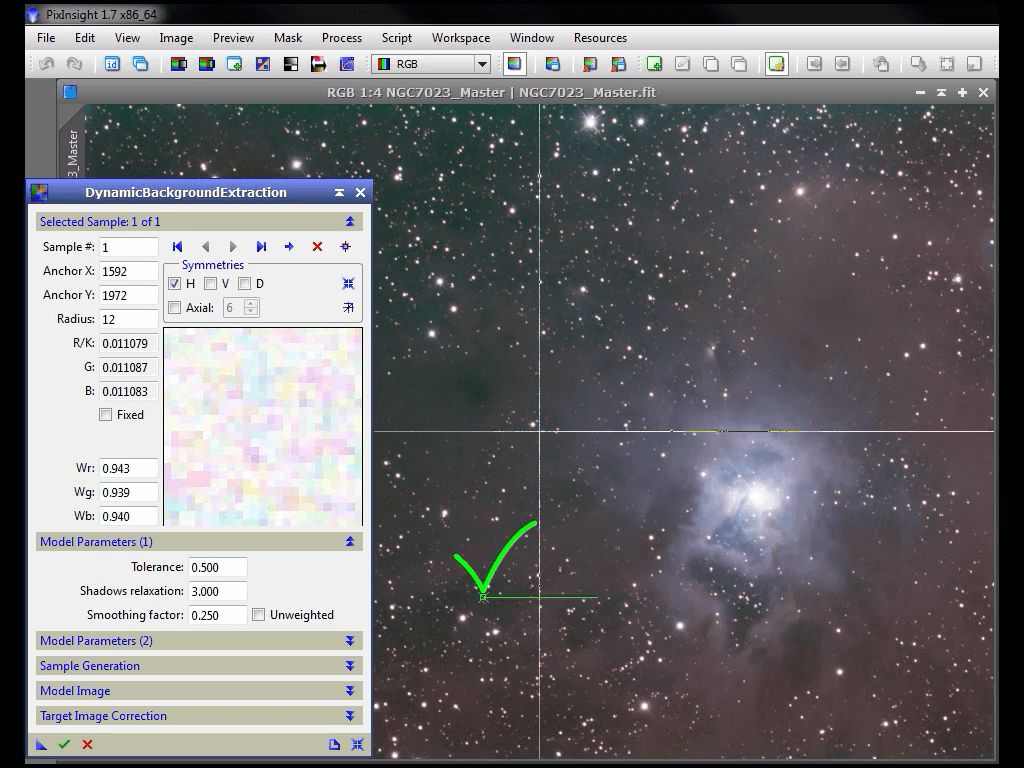 PixInsight 1.7 x86_64
File Edit View Image Preview Mask Process Script Workspace Window Resources
id RGB
RGB 1:4 NGC7023_Master | NGC7023_Master.fit
3_Master
DynamicBackgroundExtraction
Selected Sample: 1 of 1
Sample #: 1
Anchor X: 1592
Symmetries
H V D
Anchor Y: 1972
Axial: 6
Radius: 12
R/K: 0.011079
G: 0.011087
B: 0.011083
Fixed
Wr: 0.943
Wg: 0.939
Wb: 0.940
Model Parameters (1)
Tolerance: 0.500
Shadows relaxation: 3.000
Smoothing factor: 0.250 Unweighted
Model Parameters (2)
Sample Generation
Model Image
Target Image Correction